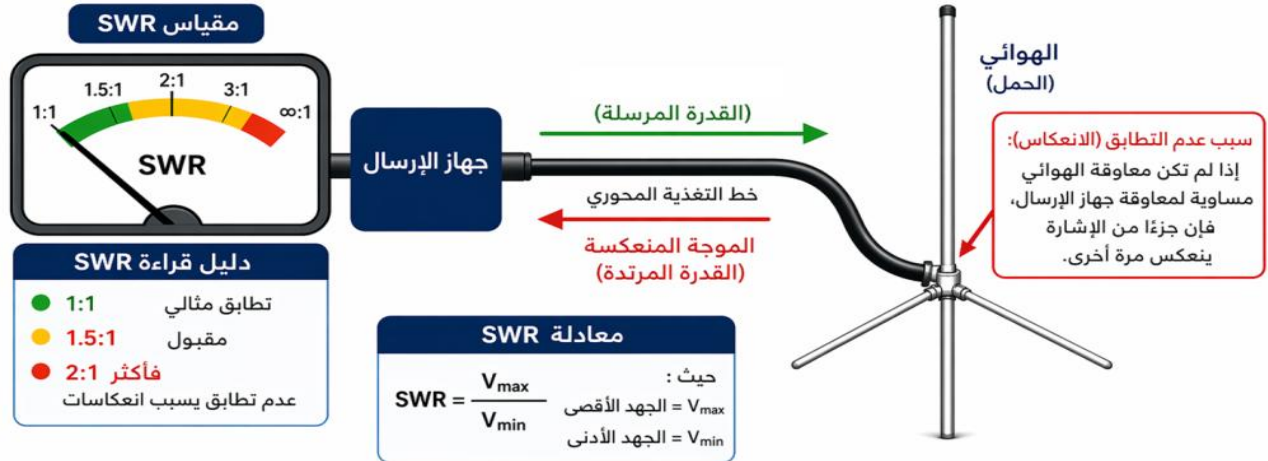 مقياس SWR
1:1
1.5:1
2:1
3:1
∞:1
SWR
جهاز الإرسال
(القدرة المرسلة)
خط التغذية المحوري
الموجة المنعكسة
(القدرة المرتدة)
الهوائي
(الحمل)
سبب عدم التطابق (الانعكاس):
إذا لم تكن معاوقة الهوائي
مساوية لمعاوقة جهاز الإرسال،
فإن جزءًا من الإشارة
ينعكس مرة أخرى.
دليل قراءة SWR
1:1 تطابق مثالي
1.5:1 مقبول
2:1 فأكثر
عدم تطابق يسبب انعكاسات
معادلة SWR
SWR = Vmax / Vmin
حيث :
Vmax = الجهد الأقصى
Vmin = الجهد الأدنى